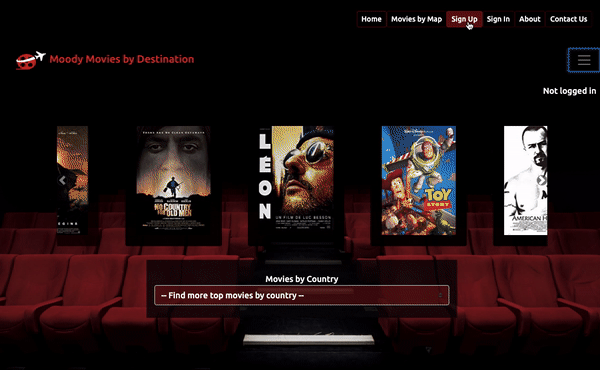 Home Movies by Map Sign Up Sign In About Contact Us
Moody Movies by Destination
Not logged in
NO COUNTRY
FOR OLD MEN
LÉON
UN FILM DE LUC BESSON
TOY
STORY
AMERICAN H
Movies by Country
-- Find more top movies by country --